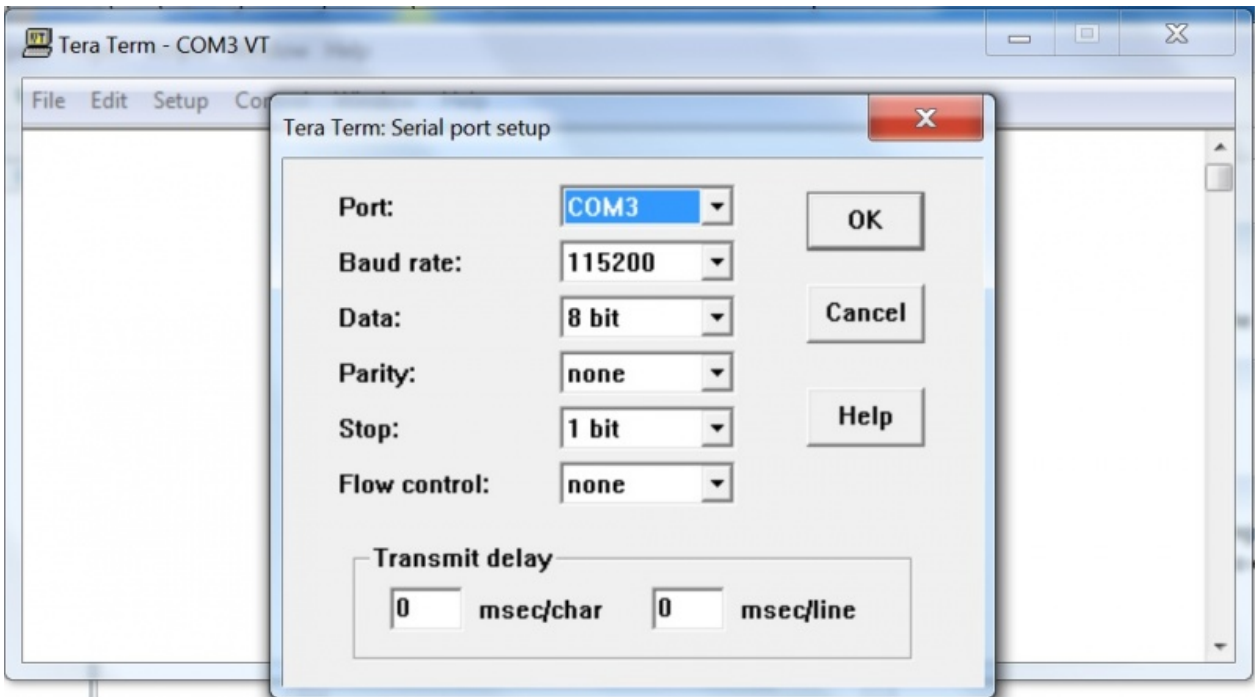 Tera Term - COM3 VT
File Edit Setup
Tera Term: Serial port setup
Port: COM3
OK
Baud rate: 115200
Data: 8 bit
Cancel
Parity: none
Stop: 1 bit
Help
Flow control: none
Transmit delay
0 msec/char 0 msec/line